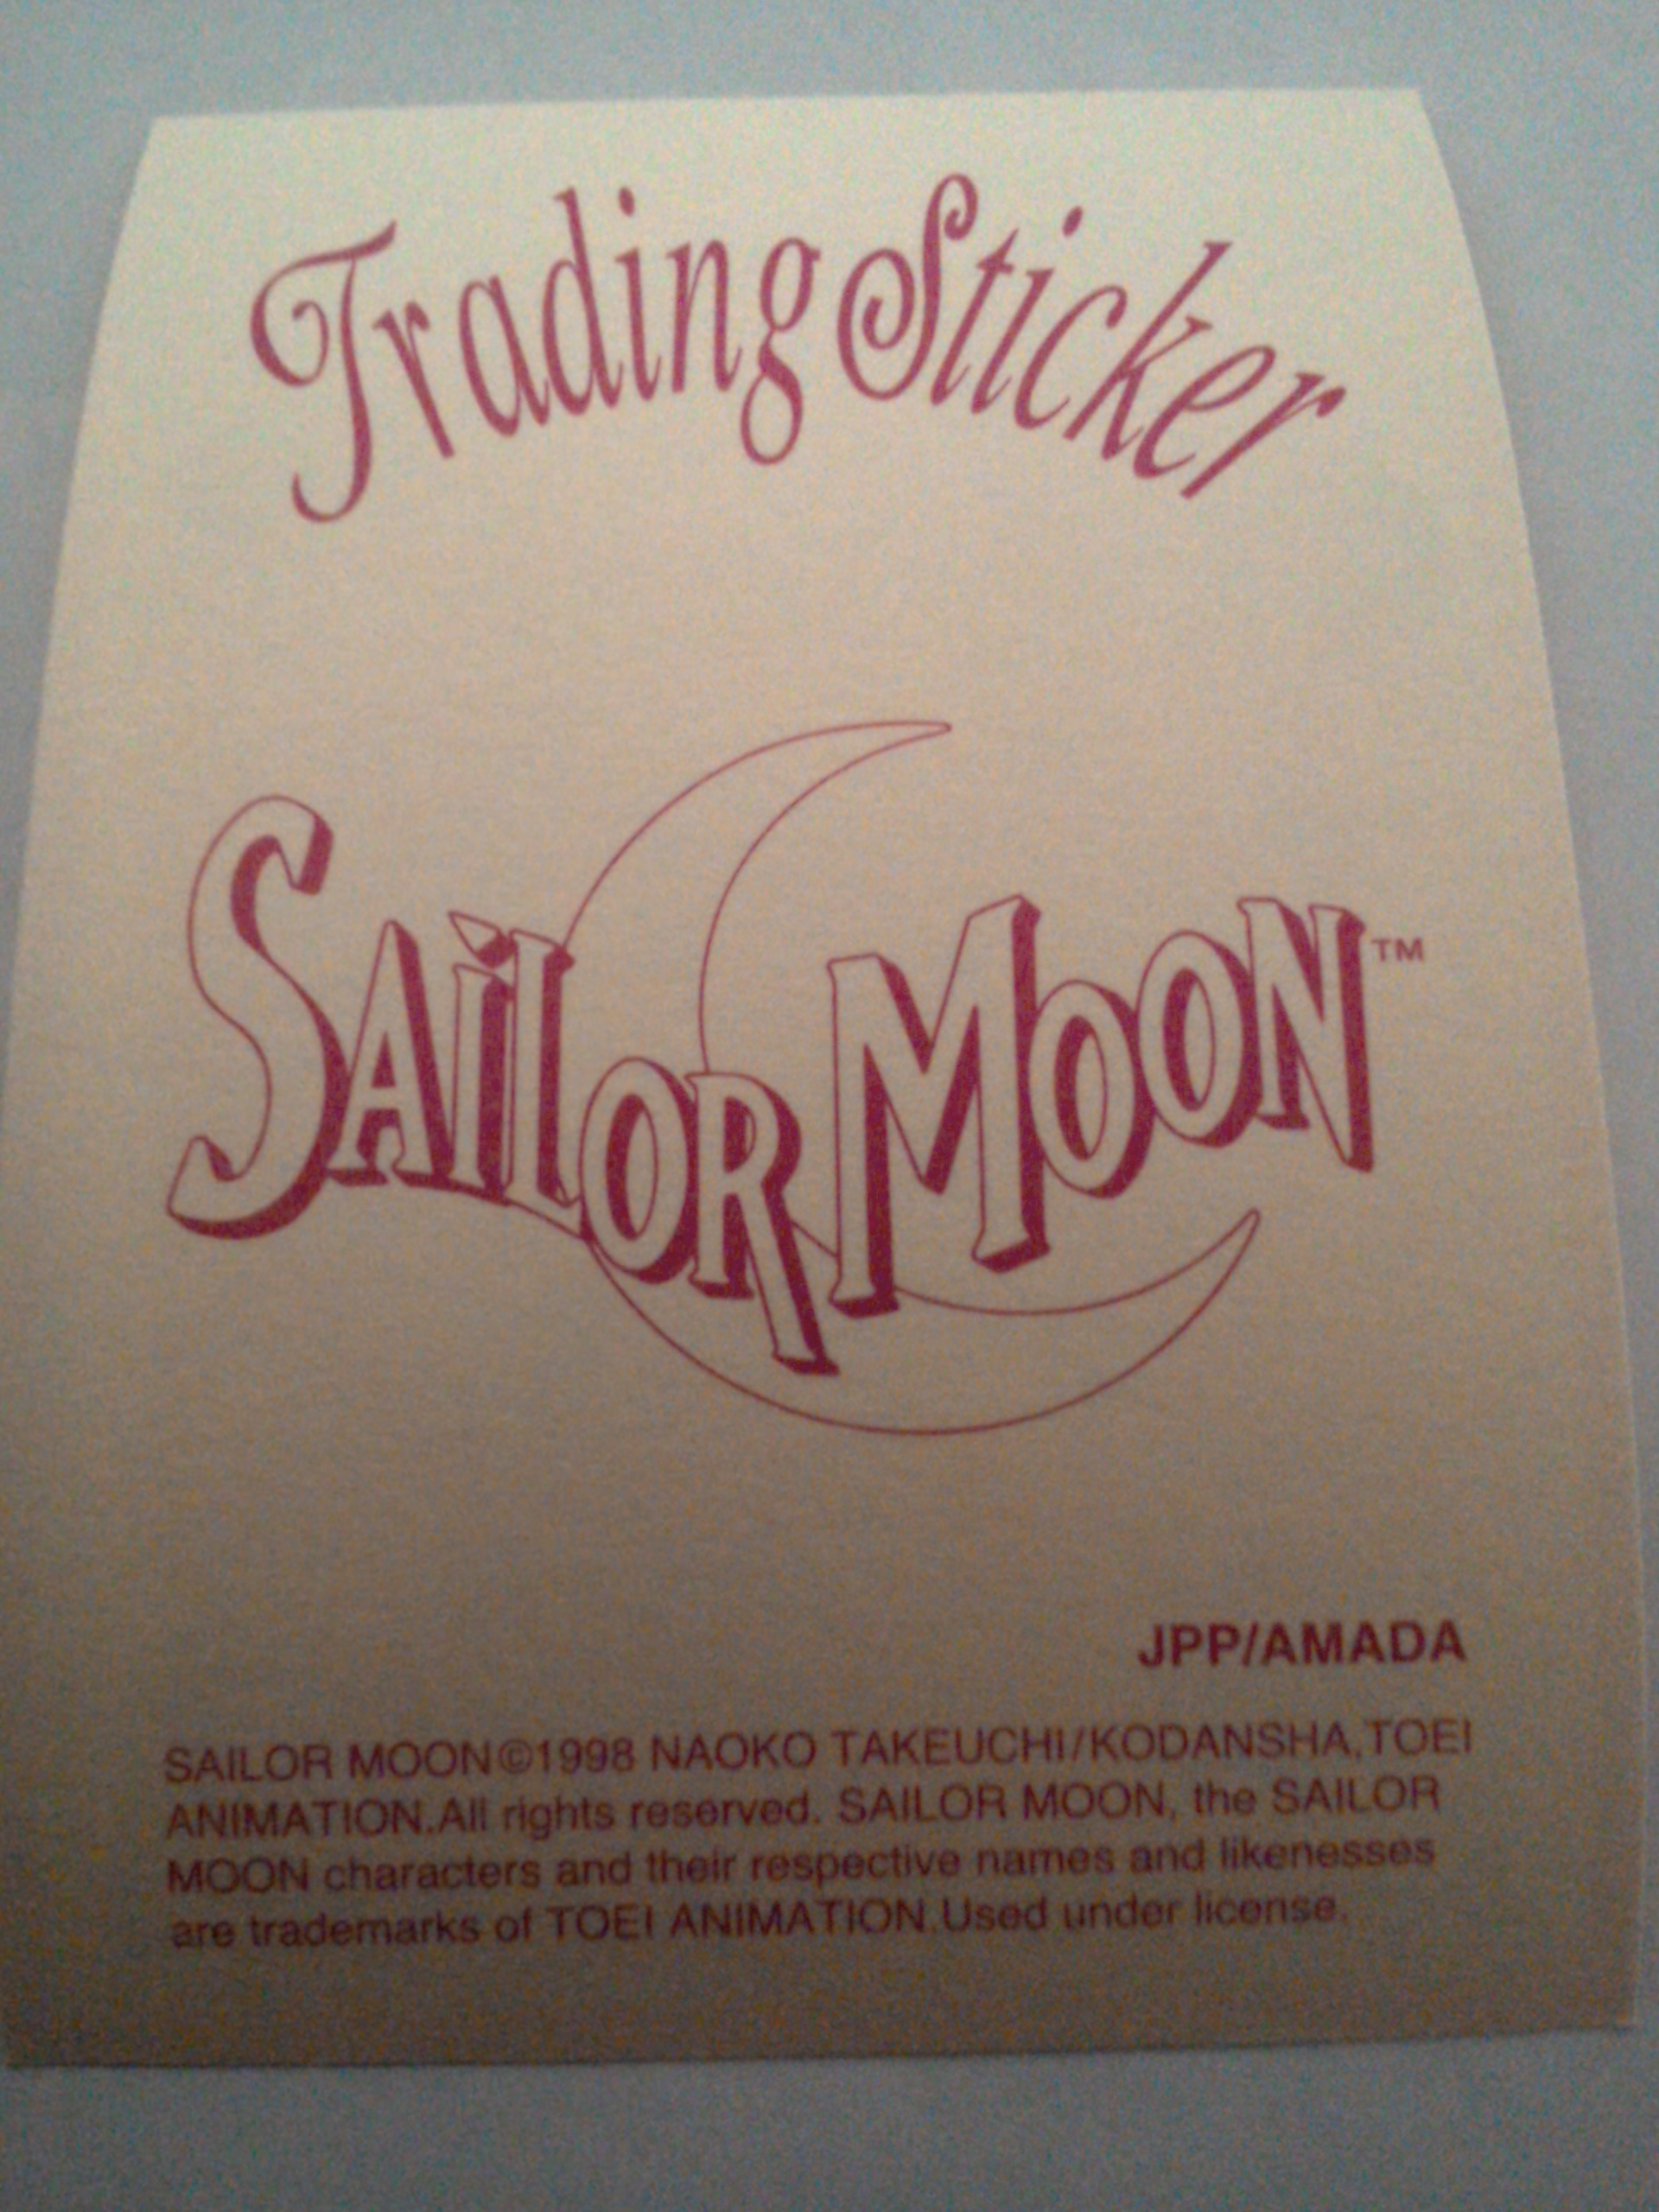 Trading Sticker
SAiLOR MOON™
JPP/AMADA
SAILOR MOON©1998 NAOKO TAKEUCHI/KODANSHA,TOEI
ANIMATION.All rights reserved. SAILOR MOON, the SAILOR
MOON characters and their respective names and likenesses
are trademarks of TOEI ANIMATION.Used under license.